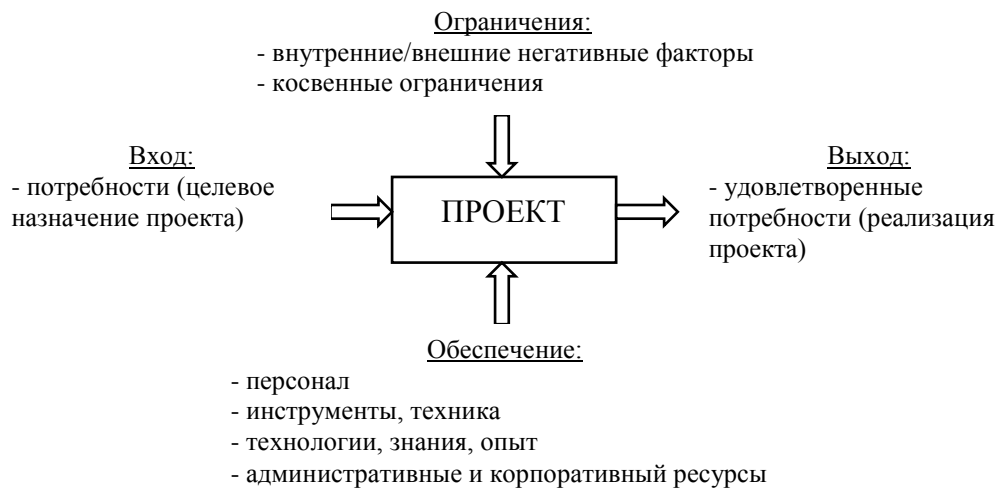 Ограничения:
- внутренние/внешние негативные факторы
- косвенные ограничения
Вход:
- потребности (целевое
назначение проекта)
ПРОЕКТ
Выход:
- удовлетворенные
потребности (реализация
проекта)
Обеспечение:
- персонал
- инструменты, техника
- технологии, знания, опыт
- административные и корпоративный ресурсы